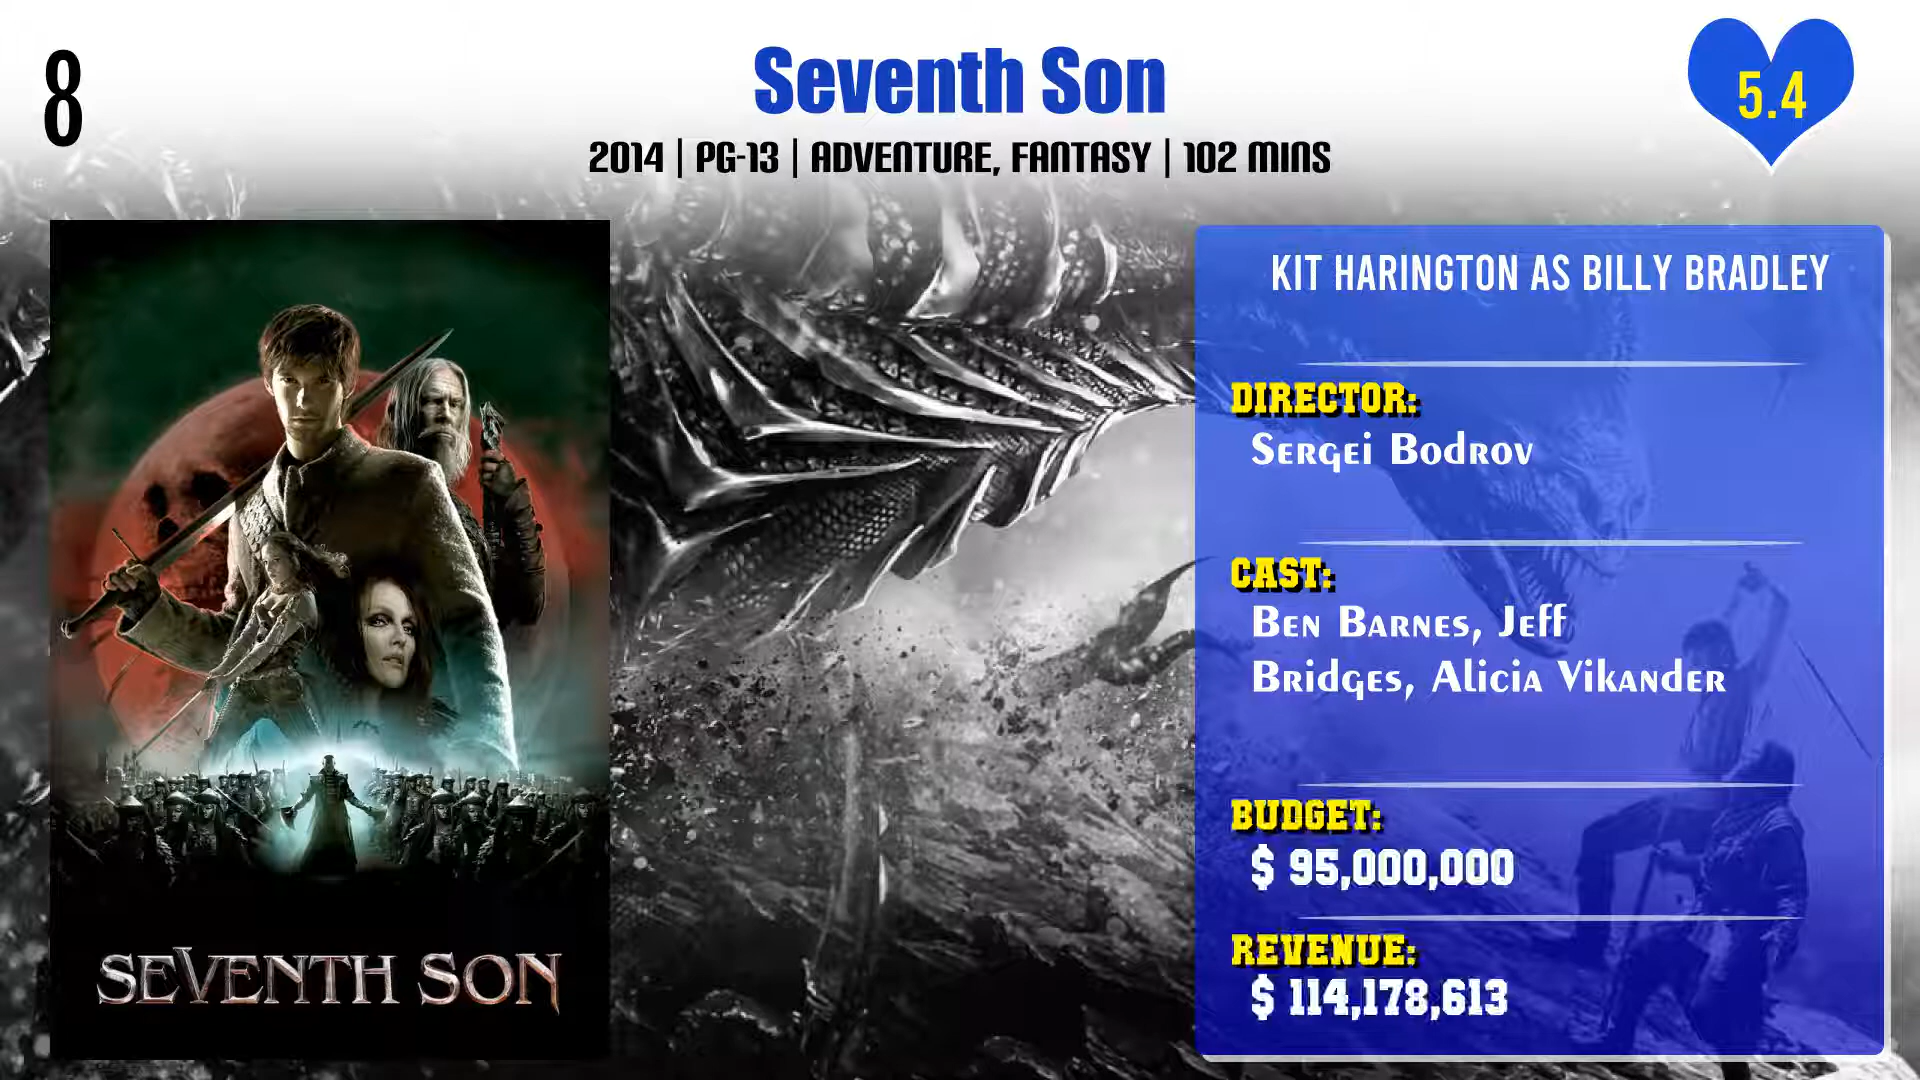 8
Seventh Son
5.4
2014 | PG-13 | ADVENTURE, FANTASY | 102 MINS
KIT HARINGTON AS BILLY BRADLEY
DIRECTOR:
Sergei Bodrov
CAST:
Ben Barnes, Jeff
Bridges, Alicia Vikander
BUDGET:
$ 95,000,000
REVENUE:
$ 114,178,613
SEVENTH SON